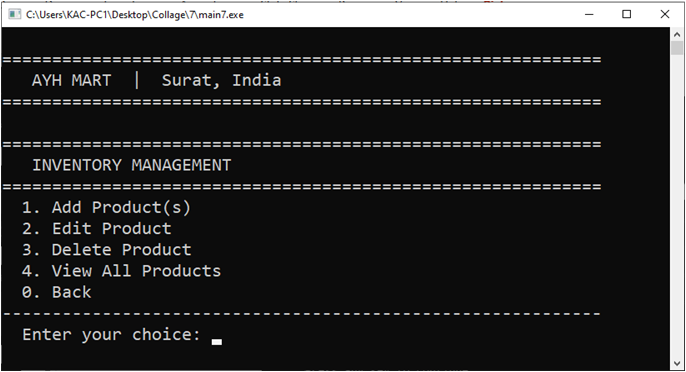 C:\Users\KAC-PC1\Desktop\Collage\7\main7.exe
============================================================
AYH MART | Surat, India
============================================================
============================================================
INVENTORY MANAGEMENT
============================================================
1. Add Product(s)
2. Edit Product
3. Delete Product
4. View All Products
0. Back
------------------------------------------------------------
Enter your choice: